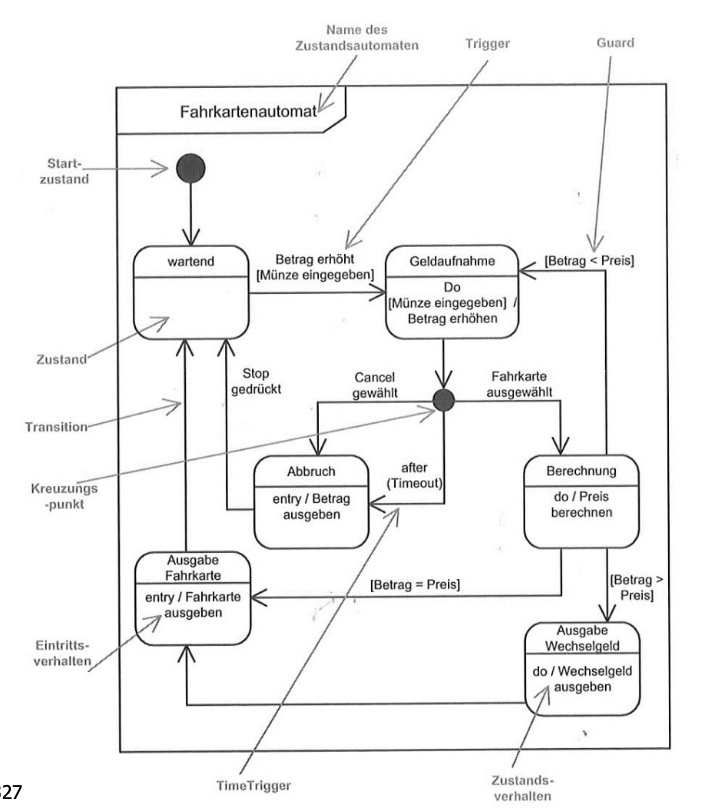 Name des
Zustandsautomaten
Trigger
Guard
Fahrkartenautomat
Start-
zustand
wartend
Betrag erhöht
[Münze eingegeben]
Geldaufnahme
Do
[Münze eingegeben] /
Betrag erhöhen
[Betrag < Preis]
Zustand
Stop
gedrückt
Cancel
gewählt
Fahrkarte
ausgewählt
Transition
Kreuzungs
-punkt
Abbruch
entry / Betrag
ausgeben
after
(Timeout)
Berechnung
do / Preis
berechnen
Ausgabe
Fahrkarte
entry / Fahrkarte
ausgeben
[Betrag = Preis]
[Betrag >
Preis]
Eintritts-
verhalten
Ausgabe
Wechselgeld
do / Wechselgeld
ausgeben
TimeTrigger
Zustands-
verhalten
327